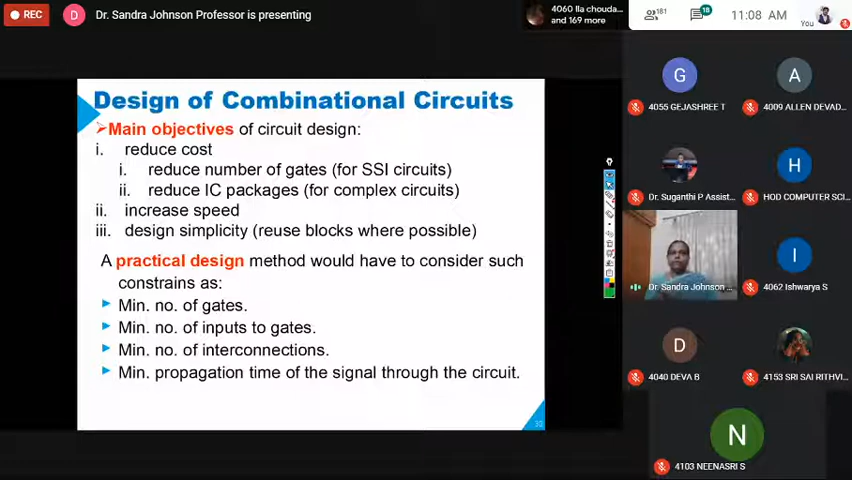 REC
D
Dr. Sandra Johnson Professor is presenting
4060 Ila chouda...
and 169 more
181
18
11:08 AM
You
Design of Combinational Circuits
Main objectives of circuit design:
i. reduce cost
i. reduce number of gates (for SSI circuits)
ii. reduce IC packages (for complex circuits)
ii. increase speed
iii. design simplicity (reuse blocks where possible)
A practical design method would have to consider such
constrains as:
Min. no. of gates.
Min. no. of inputs to gates.
Min. no. of interconnections.
Min. propagation time of the signal through the circuit.
30
G
4055 GEJASHREE T
A
4009 ALLEN DEVAD...
Dr. Suganthi P Assist...
H
HOD COMPUTER SCI...
Dr. Sandra Johnson ...
I
4062 Ishwarya S
D
4040 DEVA B
4153 SRI SAI RITHVI...
N
4103 NEENASRI S